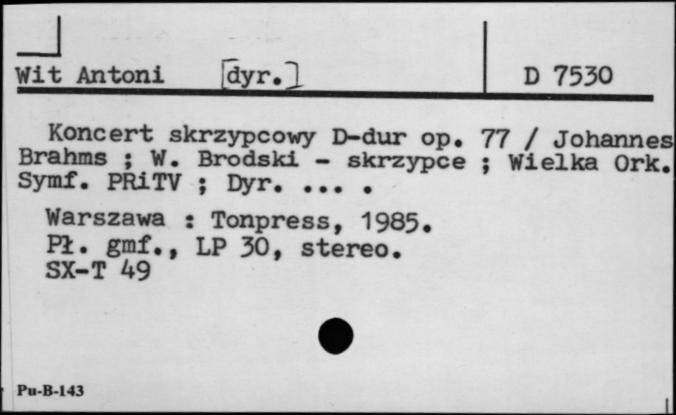 Wit Antoni [dyr.] D 7530
Koncert skrzypcowy D-dur op. 77 / Johannes
Brahms ; W. Brodski - skrzypce ; Wielka Ork.
Symf. PRiTV ; Dyr. ... .
Warszawa : Tonpress, 1985.
Pł. gmf., LP 30, stereo.
SX-T 49
Pu-B-143